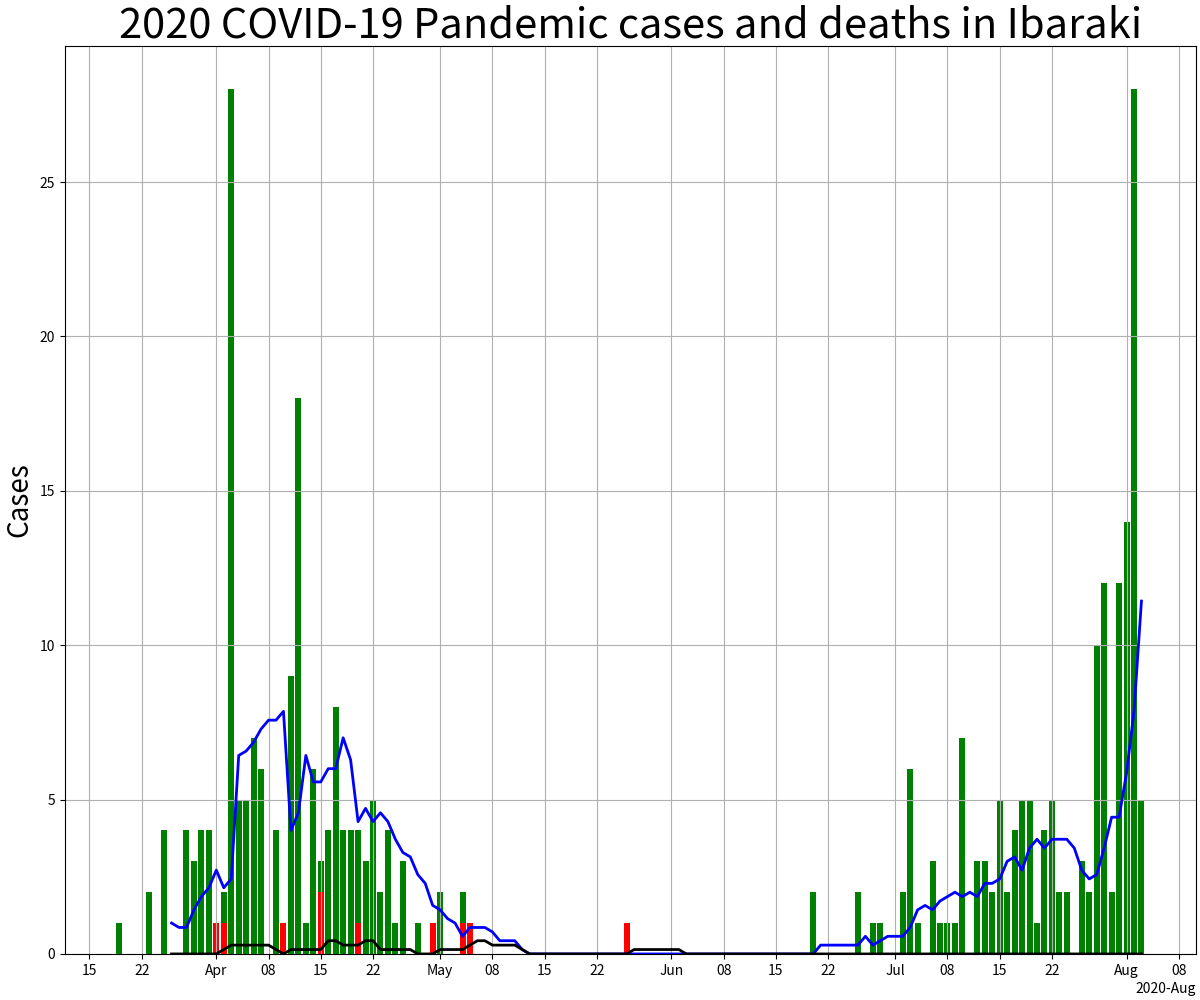 2020 COVID-19 Pandemic cases and deaths in Ibaraki
Cases
25
20
15
10
5
0
15 22 Apr 08 15 22 May 08 15 22 Jun 08 15 22 Jul 08 15 22 Aug 08
2020-Aug